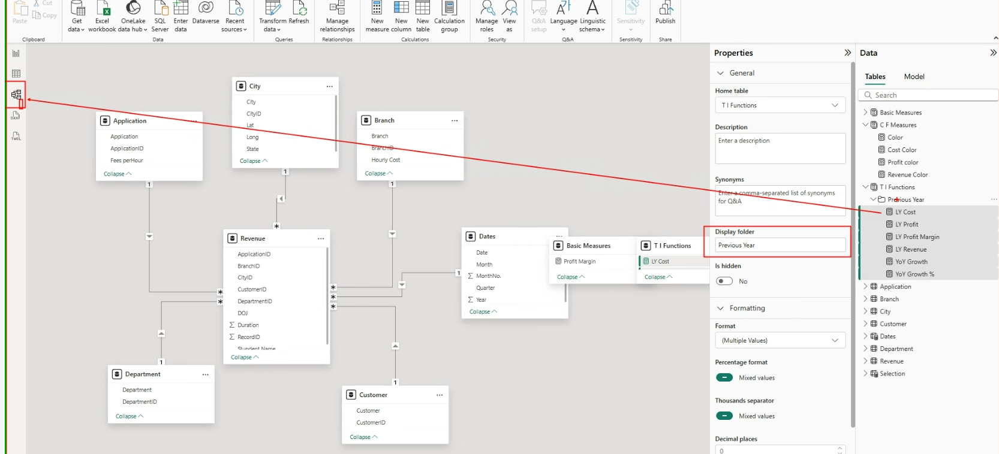 Cut
Paste
Copy
Clipboard
Get data
Excel workbook
OneLake data hub
SQL Server
Enter data
Dataverse
Recent sources
Data
Transform data
Refresh
Queries
Manage relationships
Relationships
New measure
New column
New table
Calculation group
Calculations
Manage roles
View as
Security
Q&A setup
Language
Linguistic schema
Q&A
Sensitivity
Sensitivity
Publish
Share
TMDL
City
City
CityID
Lat
Long
State
Collapse
1
Application
Application
ApplicationID
Fees perHour
Collapse
1
Branch
Branch
BranchID
Hourly Cost
Collapse
1
Revenue
ApplicationID
BranchID
CityID
CustomerID
DepartmentID
DOJ
Duration
RecordID
Stundent Name
Collapse
Dates
Date
Month
MonthNo.
Quarter
Year
Collapse
1
Basic Measures
Profit Margin
Collapse
T I Functions
LY Cost
Collapse
1
Department
Department
DepartmentID
Collapse
1
Customer
Customer
CustomerID
Collapse
Properties
General
Home table
T I Functions
Description
Enter a description
Synonyms
Enter a comma-separated list of synonyms
for Q&A
Display folder
Previous Year
Is hidden
No
Formatting
Format
(Multiple Values)
Percentage format
Mixed values
Thousands separator
Mixed values
Decimal places
0
Data
Tables
Model
Search
Basic Measures
C F Measures
Color
Cost Color
Profit color
Revenue Color
T I Functions
Previous Year
LY Cost
LY Profit
LY Profit Margin
LY Revenue
YoY Growth
YoY Growth %
Application
Branch
City
Customer
Dates
Department
Revenue
Selection